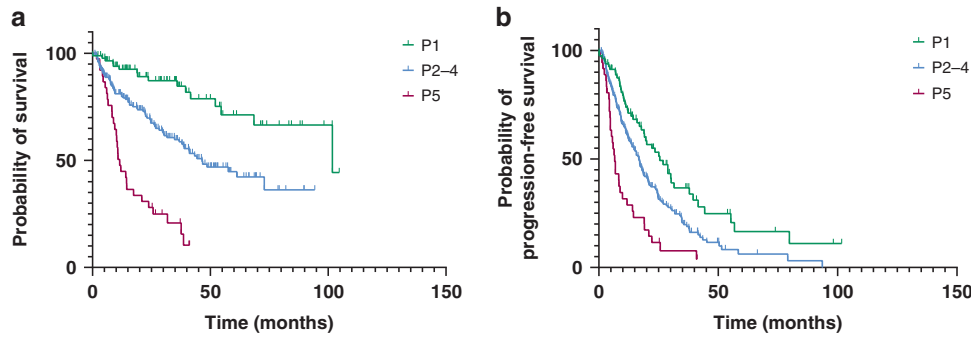 a
Probability of survival
100
50
0
0
50
100
150
Time (months)
P1
P2–4
P5
b
Probability of
progression-free survival
100
50
0
0
50
100
150
Time (months)
P1
P2–4
P5